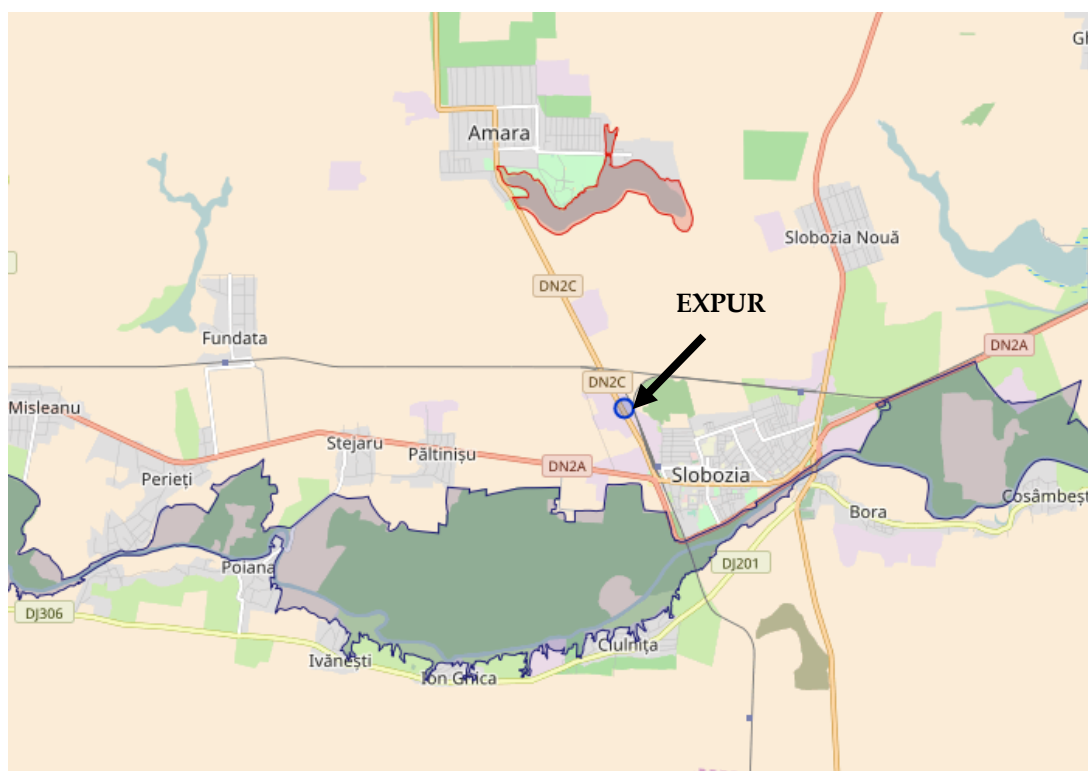 Gh
Amara
Slobozia Nouă
DN2C
EXPUR
Fundata
DN2A
DN2C
Misleanu
Stejaru
Păltinișu
DN2A
Perieți
Slobozia
Cosâmbești
Bora
Poiana
DJ201
DJ306
Ciulnița
Ivănești
Ion Ghica